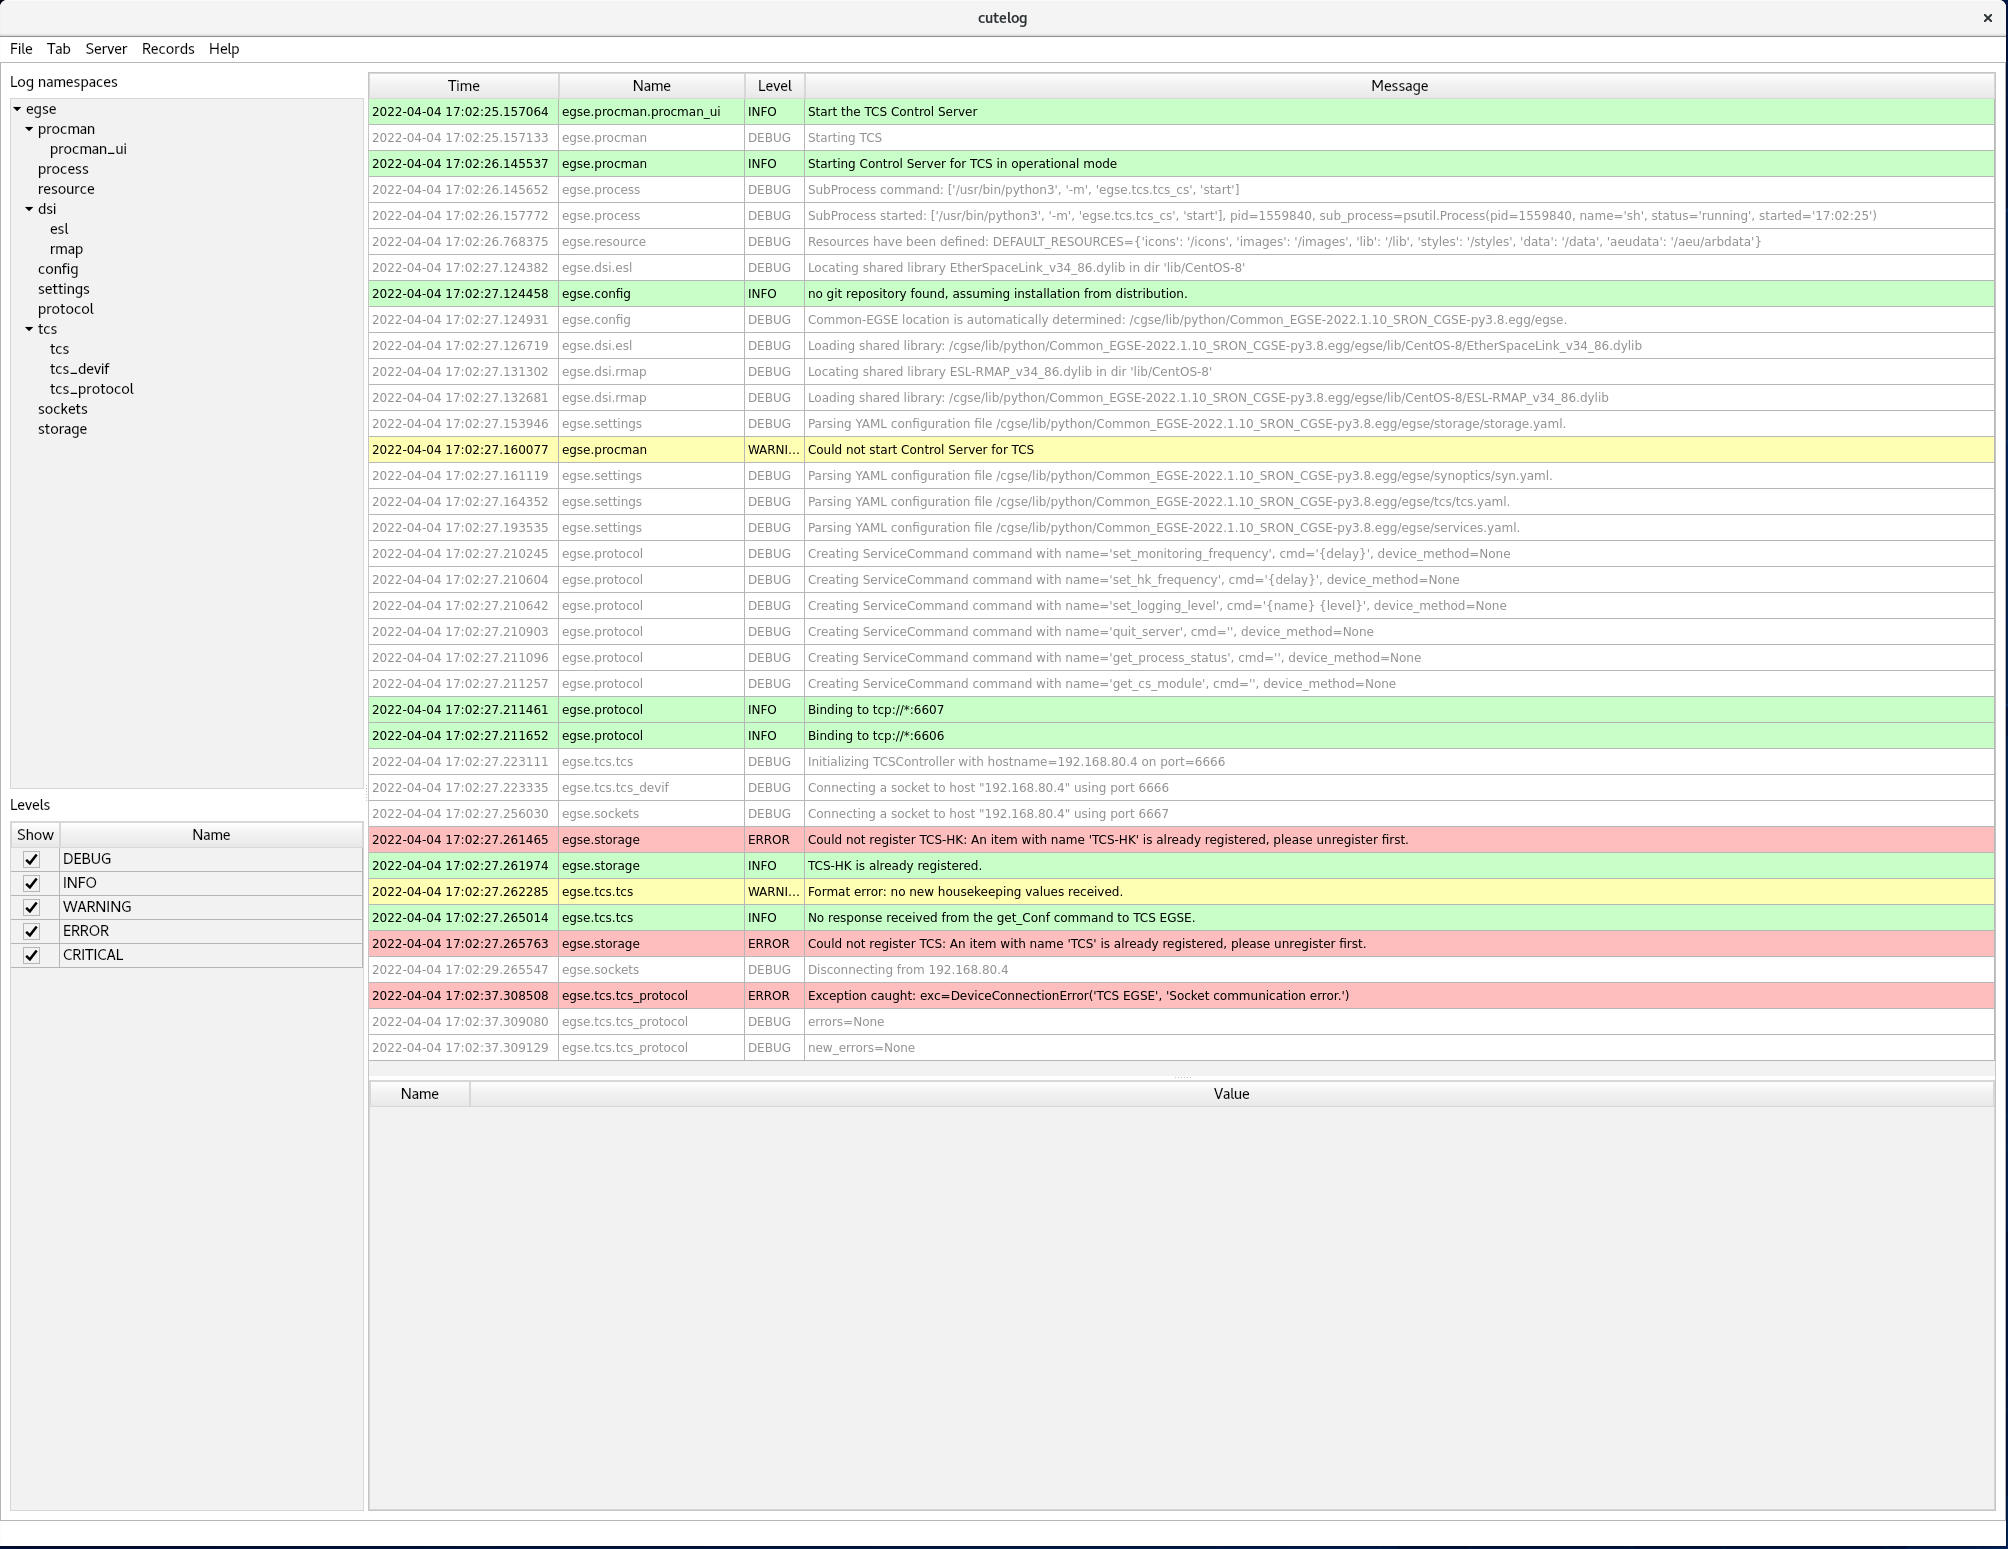 cutelog
File Tab Server Records Help
Log namespaces
egse
procman
procman_ui
process
resource
dsi
esl
rmap
config
settings
protocol
tcs
tcs
tcs_devif
tcs_protocol
sockets
storage
Levels
Show Name
DEBUG
INFO
WARNING
ERROR
CRITICAL
Time Name Level Message
2022-04-04 17:02:25.157064 egse.procman.procman_ui INFO Start the TCS Control Server
2022-04-04 17:02:25.157133 egse.procman DEBUG Starting TCS
2022-04-04 17:02:26.145537 egse.procman INFO Starting Control Server for TCS in operational mode
2022-04-04 17:02:26.145652 egse.process DEBUG SubProcess command: ['/usr/bin/python3', '-m', 'egse.tcs.tcs_cs', 'start']
2022-04-04 17:02:26.157772 egse.process DEBUG SubProcess started: ['/usr/bin/python3', '-m', 'egse.tcs.tcs_cs', 'start'], pid=1559840, sub_process=psutil.Process(pid=1559840, name='sh', status='running', started='17:02:25')
2022-04-04 17:02:26.768375 egse.resource DEBUG Resources have been defined: DEFAULT_RESOURCES={'icons': '/icons', 'images': '/images', 'lib': '/lib', 'styles': '/styles', 'data': '/data', 'aeudata': '/aeu/arbdata'}
2022-04-04 17:02:27.124382 egse.dsi.esl DEBUG Locating shared library EtherSpaceLink_v34_86.dylib in dir 'lib/CentOS-8'
2022-04-04 17:02:27.124458 egse.config INFO no git repository found, assuming installation from distribution.
2022-04-04 17:02:27.124931 egse.config DEBUG Common-EGSE location is automatically determined: /cgse/lib/python/Common_EGSE-2022.1.10_SRON_CGSE-py3.8.egg/egse.
2022-04-04 17:02:27.126719 egse.dsi.esl DEBUG Loading shared library: /cgse/lib/python/Common_EGSE-2022.1.10_SRON_CGSE-py3.8.egg/egse/lib/CentOS-8/EtherSpaceLink_v34_86.dylib
2022-04-04 17:02:27.131302 egse.dsi.rmap DEBUG Locating shared library ESL-RMAP_v34_86.dylib in dir 'lib/CentOS-8'
2022-04-04 17:02:27.132681 egse.dsi.rmap DEBUG Loading shared library: /cgse/lib/python/Common_EGSE-2022.1.10_SRON_CGSE-py3.8.egg/egse/lib/CentOS-8/ESL-RMAP_v34_86.dylib
2022-04-04 17:02:27.153946 egse.settings DEBUG Parsing YAML configuration file /cgse/lib/python/Common_EGSE-2022.1.10_SRON_CGSE-py3.8.egg/egse/storage/storage.yaml.
2022-04-04 17:02:27.160077 egse.procman WARNI... Could not start Control Server for TCS
2022-04-04 17:02:27.161119 egse.settings DEBUG Parsing YAML configuration file /cgse/lib/python/Common_EGSE-2022.1.10_SRON_CGSE-py3.8.egg/egse/synoptics/syn.yaml.
2022-04-04 17:02:27.164352 egse.settings DEBUG Parsing YAML configuration file /cgse/lib/python/Common_EGSE-2022.1.10_SRON_CGSE-py3.8.egg/egse/tcs/tcs.yaml.
2022-04-04 17:02:27.193535 egse.settings DEBUG Parsing YAML configuration file /cgse/lib/python/Common_EGSE-2022.1.10_SRON_CGSE-py3.8.egg/egse/services.yaml.
2022-04-04 17:02:27.210245 egse.protocol DEBUG Creating ServiceCommand command with name='set_monitoring_frequency', cmd='{delay}', device_method=None
2022-04-04 17:02:27.210604 egse.protocol DEBUG Creating ServiceCommand command with name='set_hk_frequency', cmd='{delay}', device_method=None
2022-04-04 17:02:27.210642 egse.protocol DEBUG Creating ServiceCommand command with name='set_logging_level', cmd='{name} {level}', device_method=None
2022-04-04 17:02:27.210903 egse.protocol DEBUG Creating ServiceCommand command with name='quit_server', cmd='', device_method=None
2022-04-04 17:02:27.211096 egse.protocol DEBUG Creating ServiceCommand command with name='get_process_status', cmd='', device_method=None
2022-04-04 17:02:27.211257 egse.protocol DEBUG Creating ServiceCommand command with name='get_cs_module', cmd='', device_method=None
2022-04-04 17:02:27.211461 egse.protocol INFO Binding to tcp://*:6607
2022-04-04 17:02:27.211652 egse.protocol INFO Binding to tcp://*:6606
2022-04-04 17:02:27.223111 egse.tcs.tcs DEBUG Initializing TCSController with hostname=192.168.80.4 on port=6666
2022-04-04 17:02:27.223335 egse.tcs.tcs_devif DEBUG Connecting a socket to host "192.168.80.4" using port 6666
2022-04-04 17:02:27.256030 egse.sockets DEBUG Connecting a socket to host "192.168.80.4" using port 6667
2022-04-04 17:02:27.261465 egse.storage ERROR Could not register TCS-HK: An item with name 'TCS-HK' is already registered, please unregister first.
2022-04-04 17:02:27.261974 egse.storage INFO TCS-HK is already registered.
2022-04-04 17:02:27.262285 egse.tcs.tcs WARNI... Format error: no new housekeeping values received.
2022-04-04 17:02:27.265014 egse.tcs.tcs INFO No response received from the get_Conf command to TCS EGSE.
2022-04-04 17:02:27.265763 egse.storage ERROR Could not register TCS: An item with name 'TCS' is already registered, please unregister first.
2022-04-04 17:02:29.265547 egse.sockets DEBUG Disconnecting from 192.168.80.4
2022-04-04 17:02:37.308508 egse.tcs.tcs_protocol ERROR Exception caught: exc=DeviceConnectionError('TCS EGSE', 'Socket communication error.')
2022-04-04 17:02:37.309080 egse.tcs.tcs_protocol DEBUG errors=None
2022-04-04 17:02:37.309129 egse.tcs.tcs_protocol DEBUG new_errors=None
Name Value